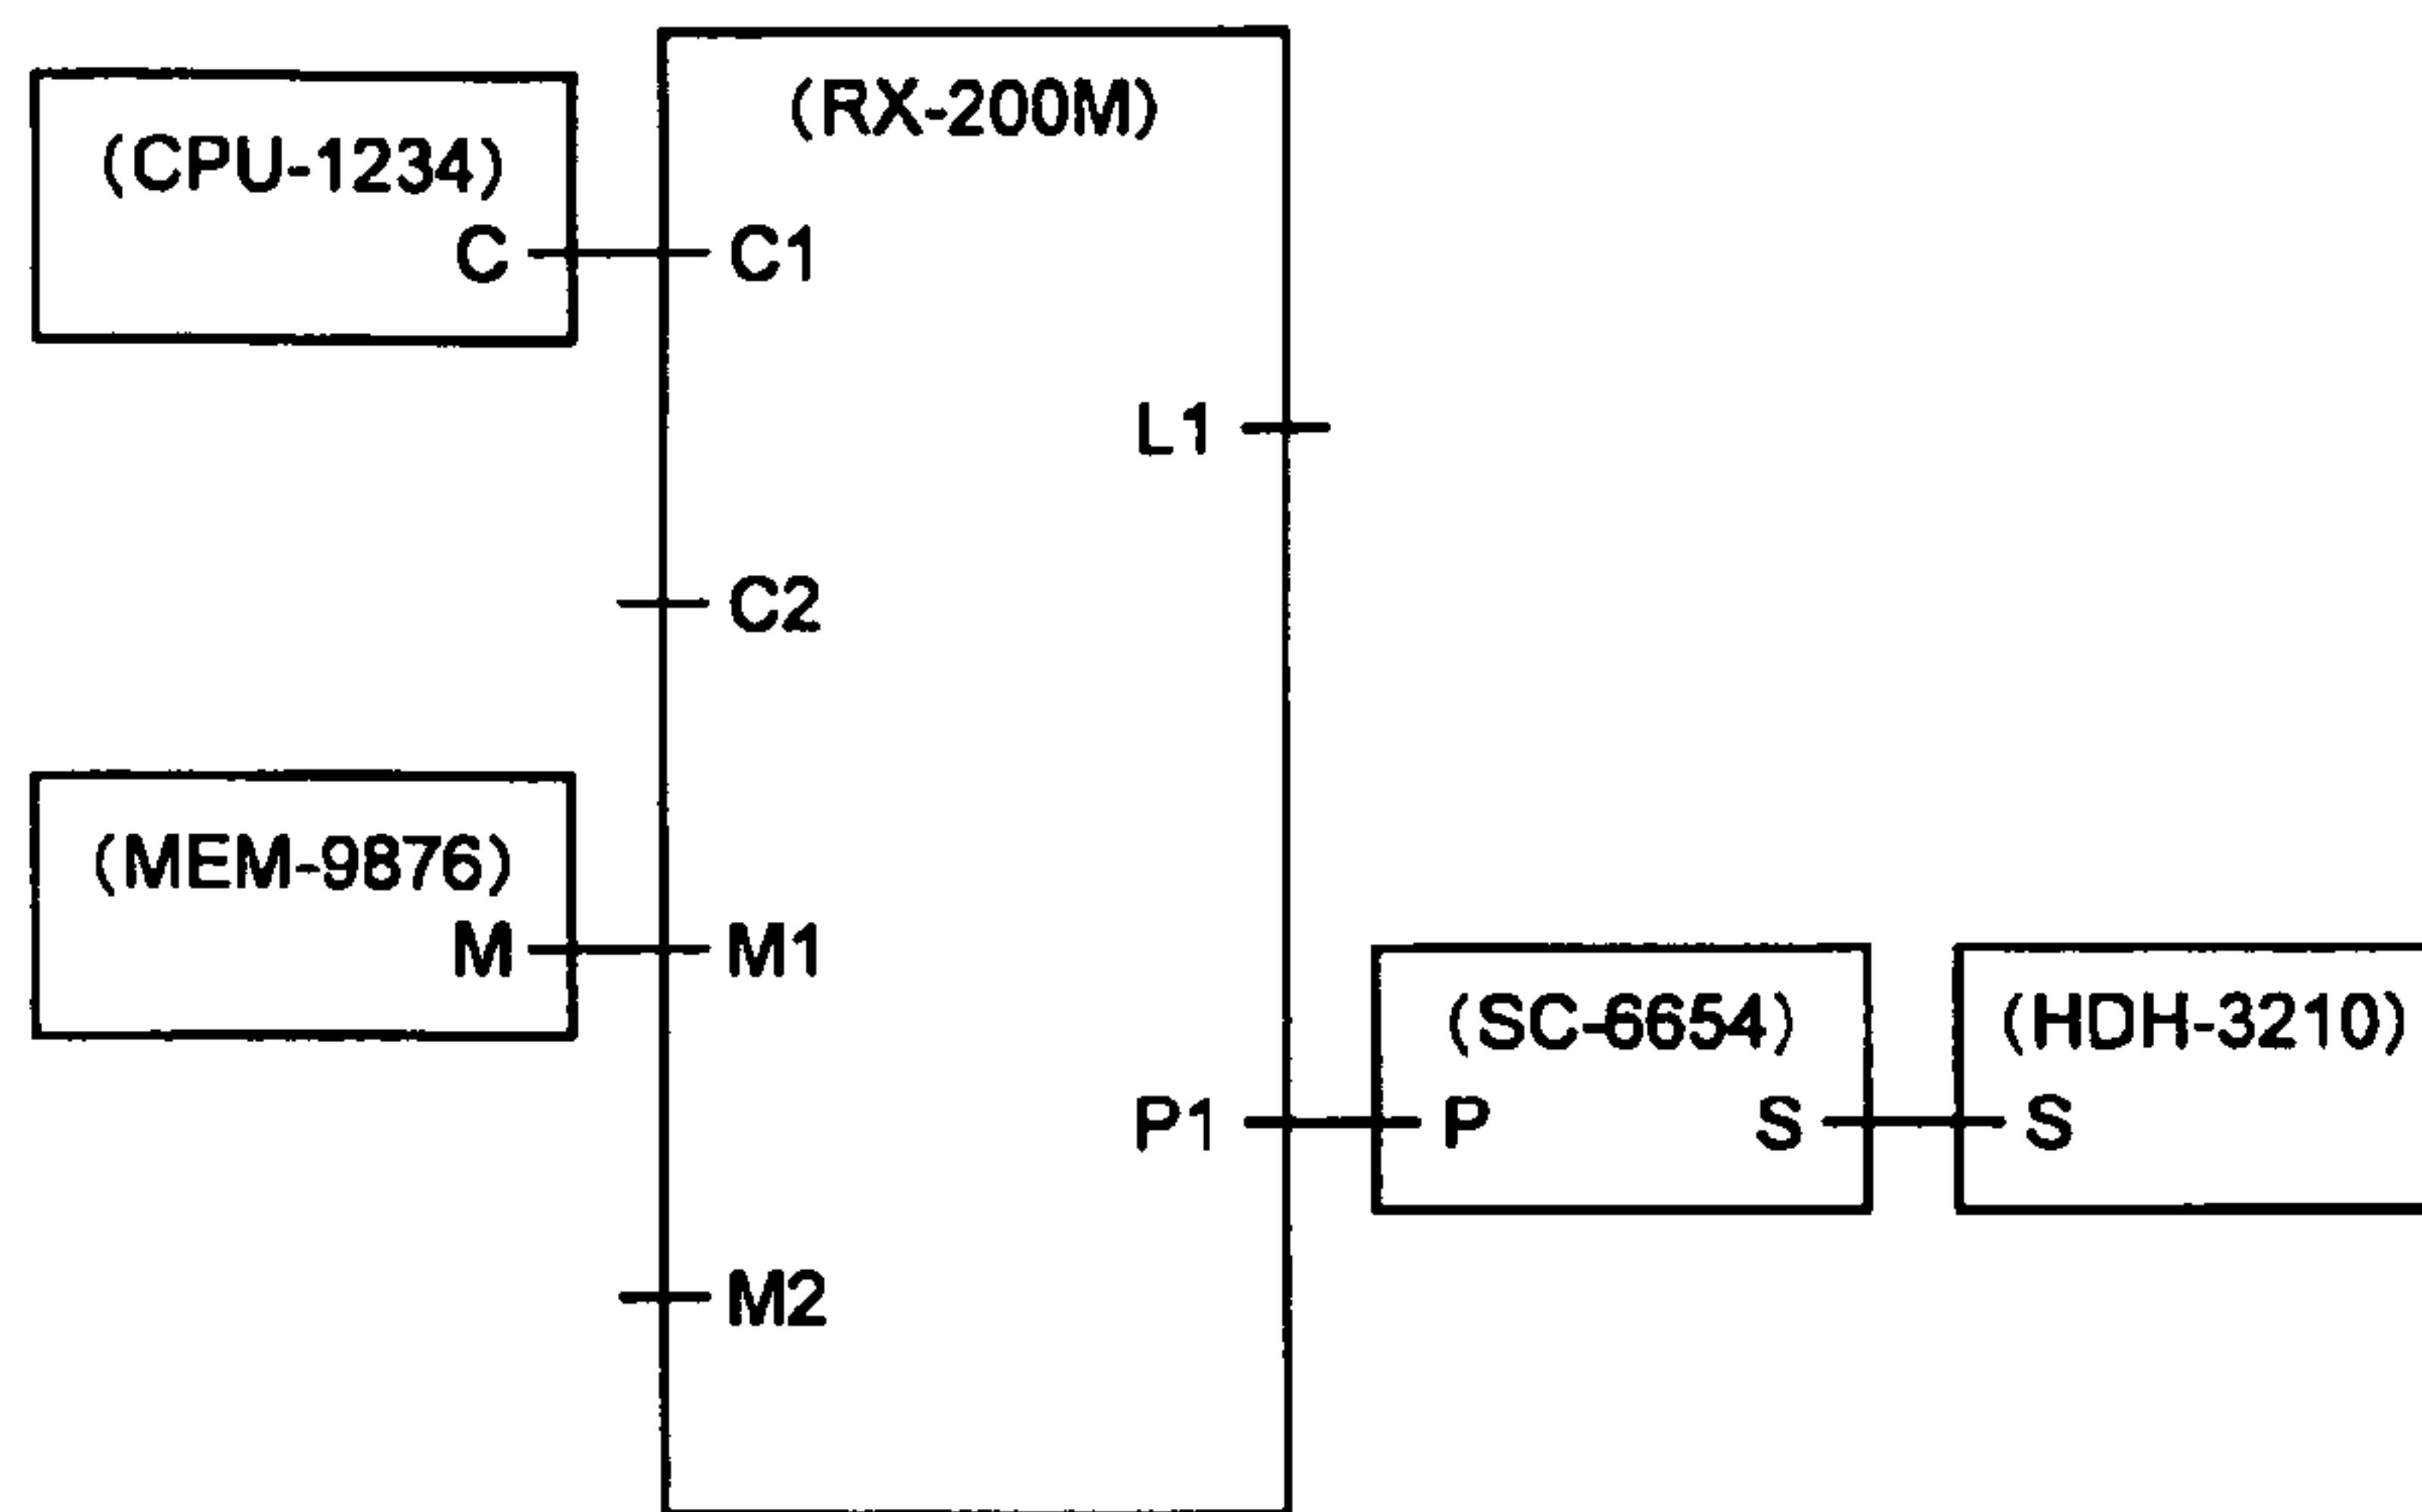 (RX-200M)
(CPU-1234)
C
C1
L1
C2
(MEM-9876)
M
M1
(SC-6654)
(HDH-3210)
P1
P
S
S
M2